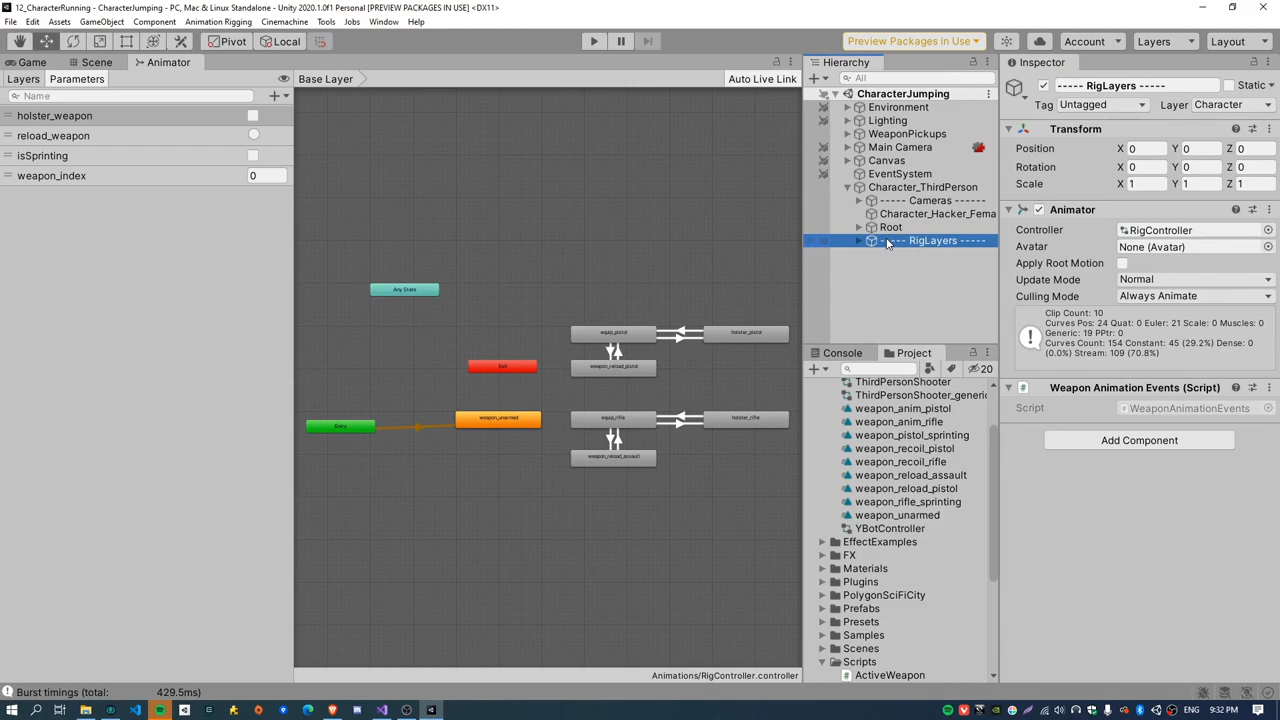 12_CharacterRunning - CharacterJumping - PC, Mac & Linux Standalone - Unity 2020.1.0f1 Personal [PREVIEW PACKAGES IN USE] <DX11>
File Edit Assets GameObject Component Animation Rigging Cinemachine Tools Jobs Window Help
Pivot Local Preview Packages in Use Account Layers Layout
Game Scene Animator
Layers Parameters Base Layer Auto Live Link
Name
holster_weapon
reload_weapon
isSprinting
weapon_index 0
Any State
equip_pistol holster_pistol
Exit weapon_reload_pistol
Entry weapon_unarmed equip_rifle holster_rifle
weapon_reload_assault
Animations/RigController.controller
Hierarchy
All
CharacterJumping
Environment
Lighting
WeaponPickups
Main Camera
Canvas
EventSystem
Character_ThirdPerson
----- Cameras ------
Character_Hacker_Fema
Root
----- RigLayers -----
Console Project
20
ThirdPersonShooter
ThirdPersonShooter_generic
weapon_anim_pistol
weapon_anim_rifle
weapon_pistol_sprinting
weapon_recoil_pistol
weapon_recoil_rifle
weapon_reload_assault
weapon_reload_pistol
weapon_rifle_sprinting
weapon_unarmed
YBotController
EffectExamples
FX
Materials
Plugins
PolygonSciFiCity
Prefabs
Presets
Samples
Scenes
Scripts
ActiveWeapon
Inspector
----- RigLayers ----- Static
Tag Untagged Layer Character
Transform
Position X 0 Y 0 Z 0
Rotation X 0 Y 0 Z 0
Scale X 1 Y 1 Z 1
Animator
Controller RigController
Avatar None (Avatar)
Apply Root Motion
Update Mode Normal
Culling Mode Always Animate
Clip Count: 10
Curves Pos: 24 Quat: 0 Euler: 21 Scale: 0 Muscles: 0
Generic: 19 PPtr: 0
Curves Count: 154 Constant: 45 (29.2%) Dense: 0
(0.0%) Stream: 109 (70.8%)
Weapon Animation Events (Script)
Script WeaponAnimationEvents
Add Component
Burst timings (total: 429.5ms)
ENG 9:32 PM